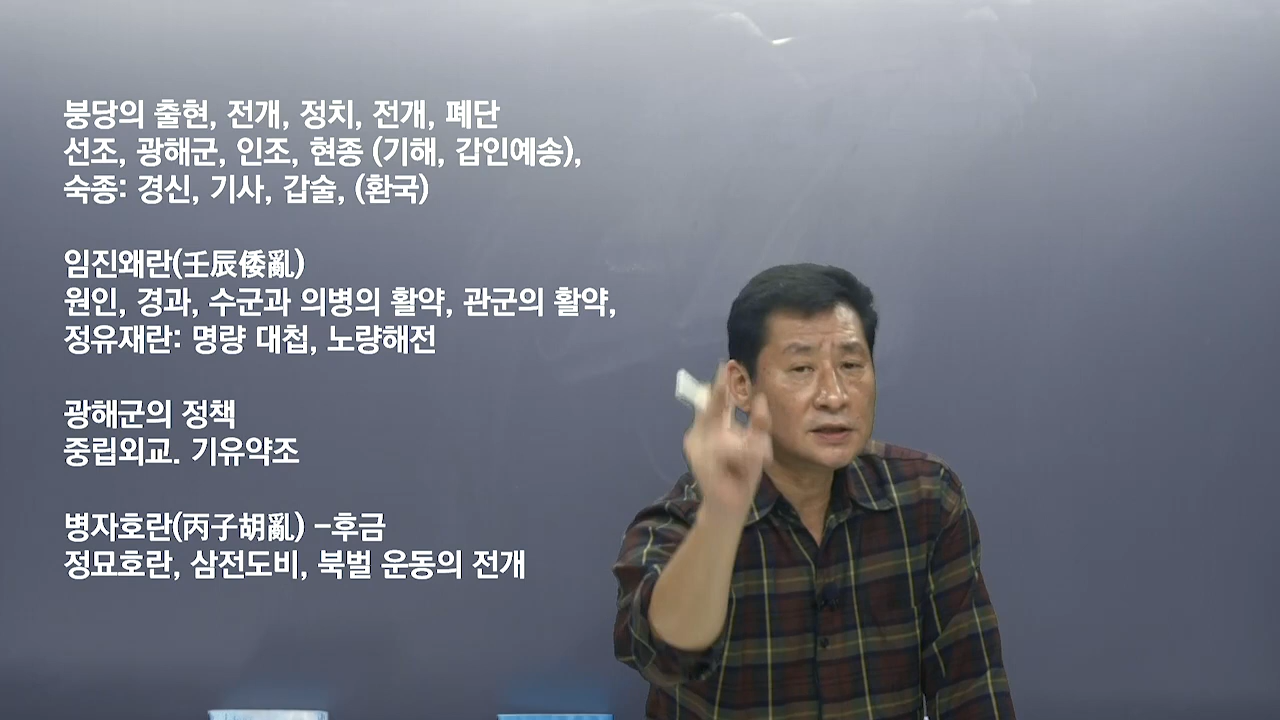 붕당의 출현, 전개, 정치, 전개, 폐단
선조, 광해군, 인조, 현종 (기해, 갑인예송),
숙종: 경신, 기사, 갑술, (환국)
임진왜란(壬辰倭亂)
원인, 경과, 수군과 의병의 활약, 관군의 활약,
정유재란: 명량 대첩, 노량해전
광해군의 정책
중립외교. 기유약조
병자호란(丙子胡亂) -후금
정묘호란, 삼전도비, 북벌 운동의 전개